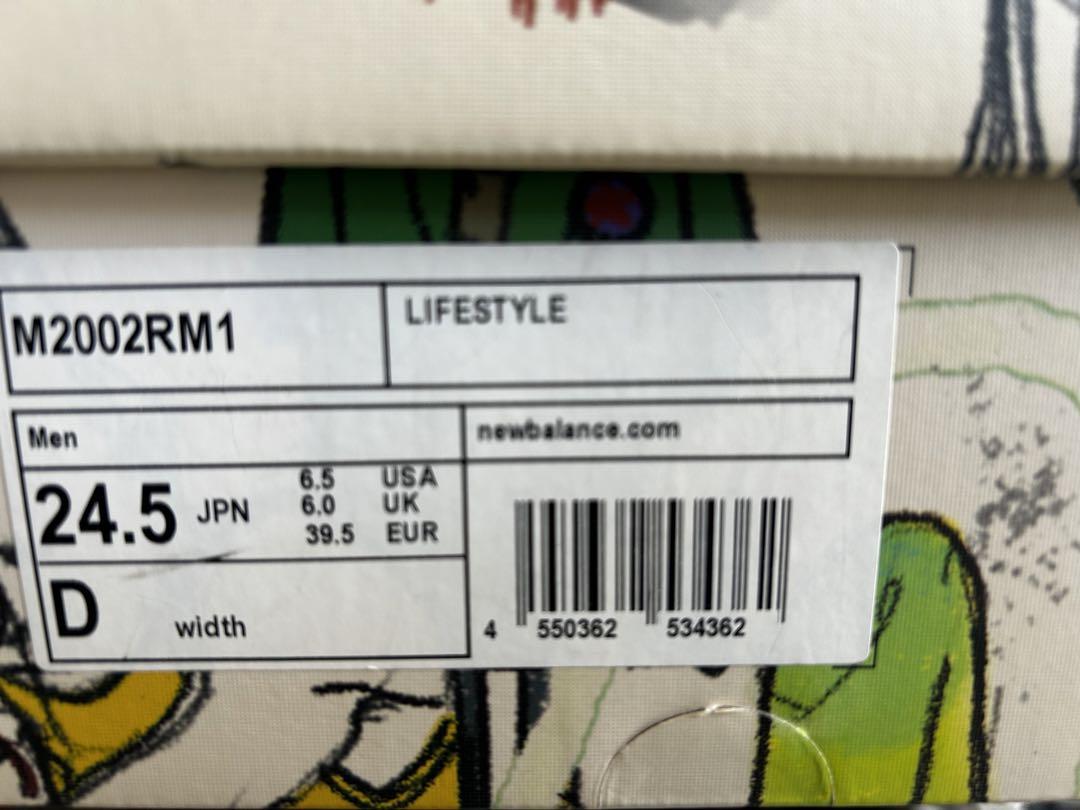 M2002RM1
LIFESTYLE
Men
newbalance.com
24.5 JPN
6.5 USA
6.0 UK
39.5 EUR
D width
4 550362 534362